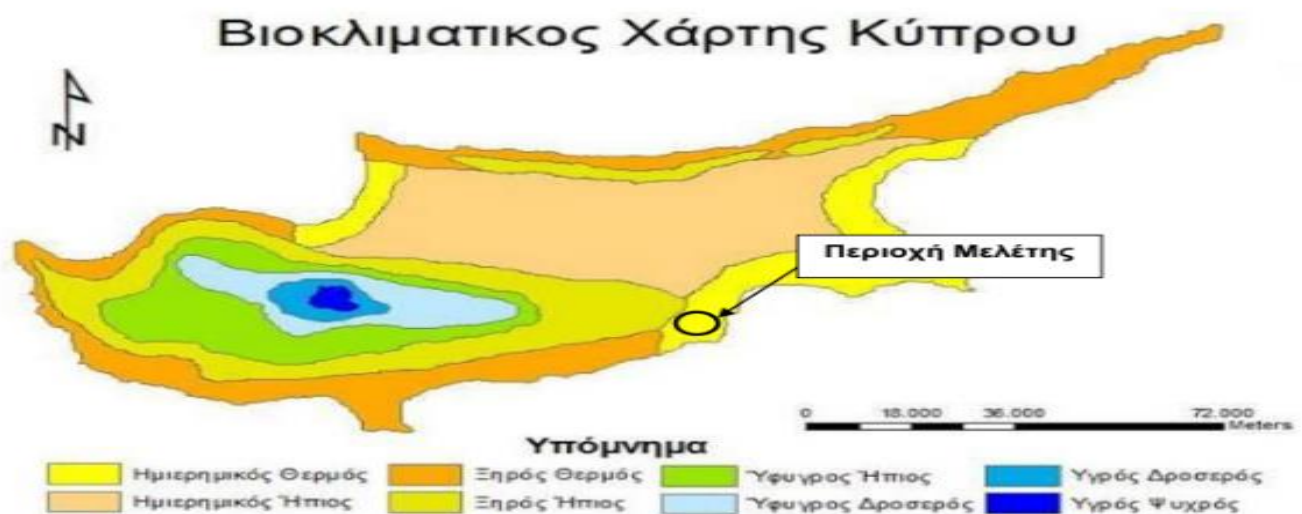 Βιοκλιματικος Χάρτης Κύπρου
N
Περιοχή Μελέτης
0 18.000 36.000 72.000
Meters
Υπόμνημα
Ημιερημικός Θερμός Ξηρός Θερμός Ύφυγρος Ήπιος Υγρός Δροσερός
Ημιερημικός Ήπιος Ξηρός Ήπιος Ύφυγρος Δροσερός Υγρός Ψυχρός